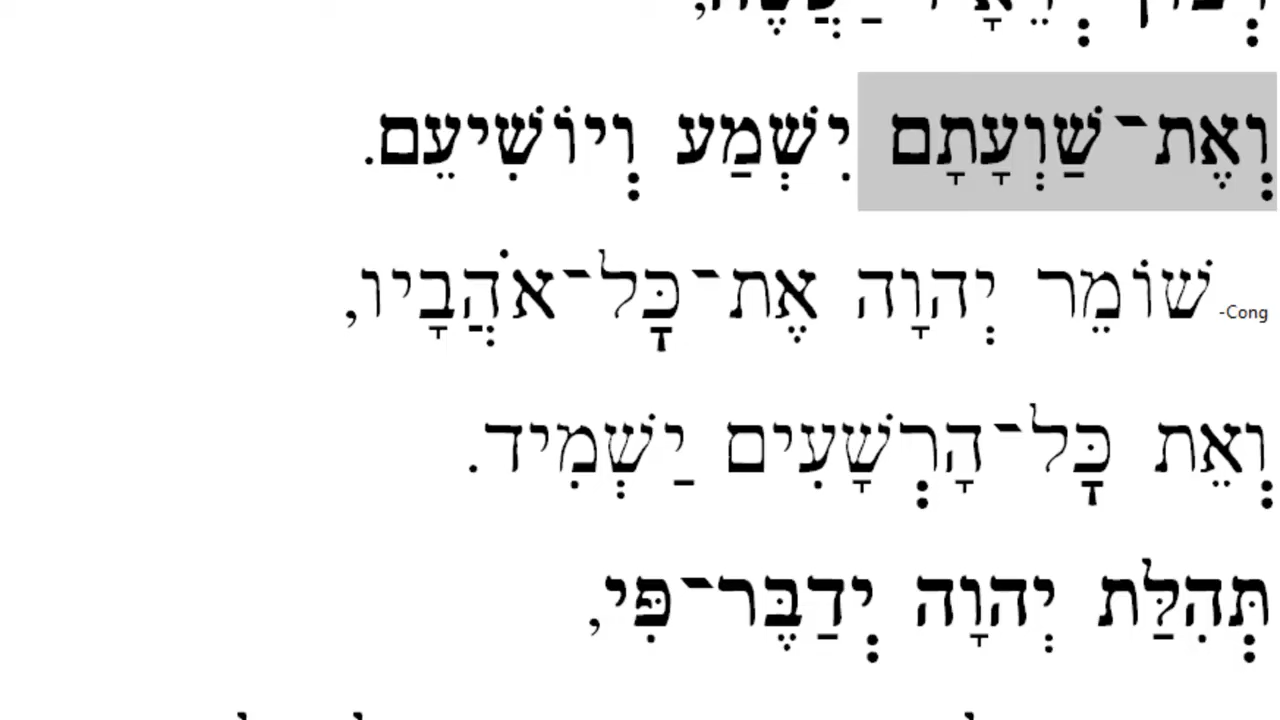 וְאֶת־שַׁוְעָתָם יִשְׁמַע וְיוֹשִׁיעֵם.
-Cong שׁוֹמֵר יְהוָה אֶת־כׇּל־אֹהֲבָיו,
וְאֵת כׇּל־הָרְשָׁעִים יַשְׁמִיד.
תְּהִלַּת יְהוָה יְדַבֶּר־פִּי,